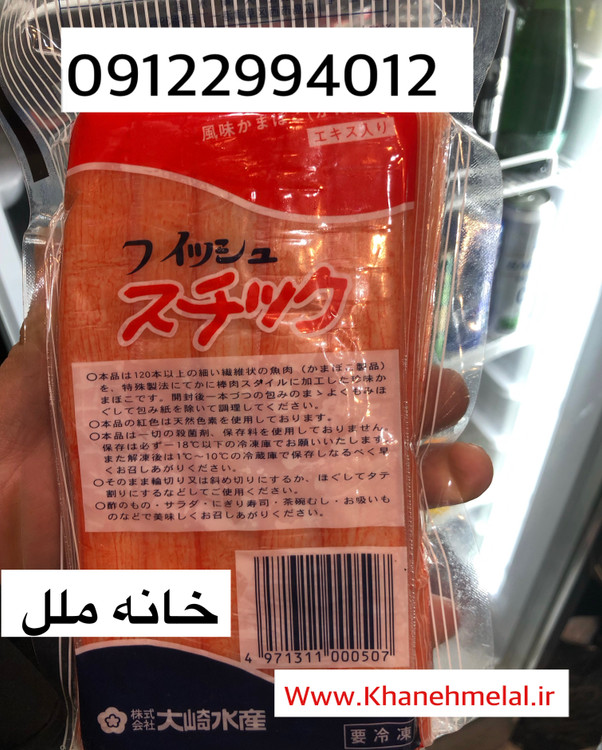 09122994012
風味かまぼこ
エキス入り
フィッシュ
スチック
○本品は120本以上の細い繊維状の魚肉(かまぼこ製品)
を、特殊製法にてかに棒肉スタイルに加工した珍味か
まぼこです。開封後一本づつの包みのまゝよくもみほ
ぐして包み紙を除いて調理してください。
○本品の紅色は天然色素を使用しております。
○本品は一切の殺菌剤、保存料を使用しておりません。
保存は必ず−18℃以下の冷凍庫でお願いいたします。
また解凍後は1℃〜10℃の冷蔵庫で保存しなるべく早
くお召しあがりください。
○そのまま輪切り又は斜め切りにするか、ほぐしてタテ
割りにするなどしてご使用ください。
○酢のもの・サラダ・にぎり寿司・茶碗むし・お吸いも
のなどで美味しくお召しあがりください。
خانه ملل
4 971311 000507
Www.Khanehmelal.ir
株式会社 大崎水産
要冷凍